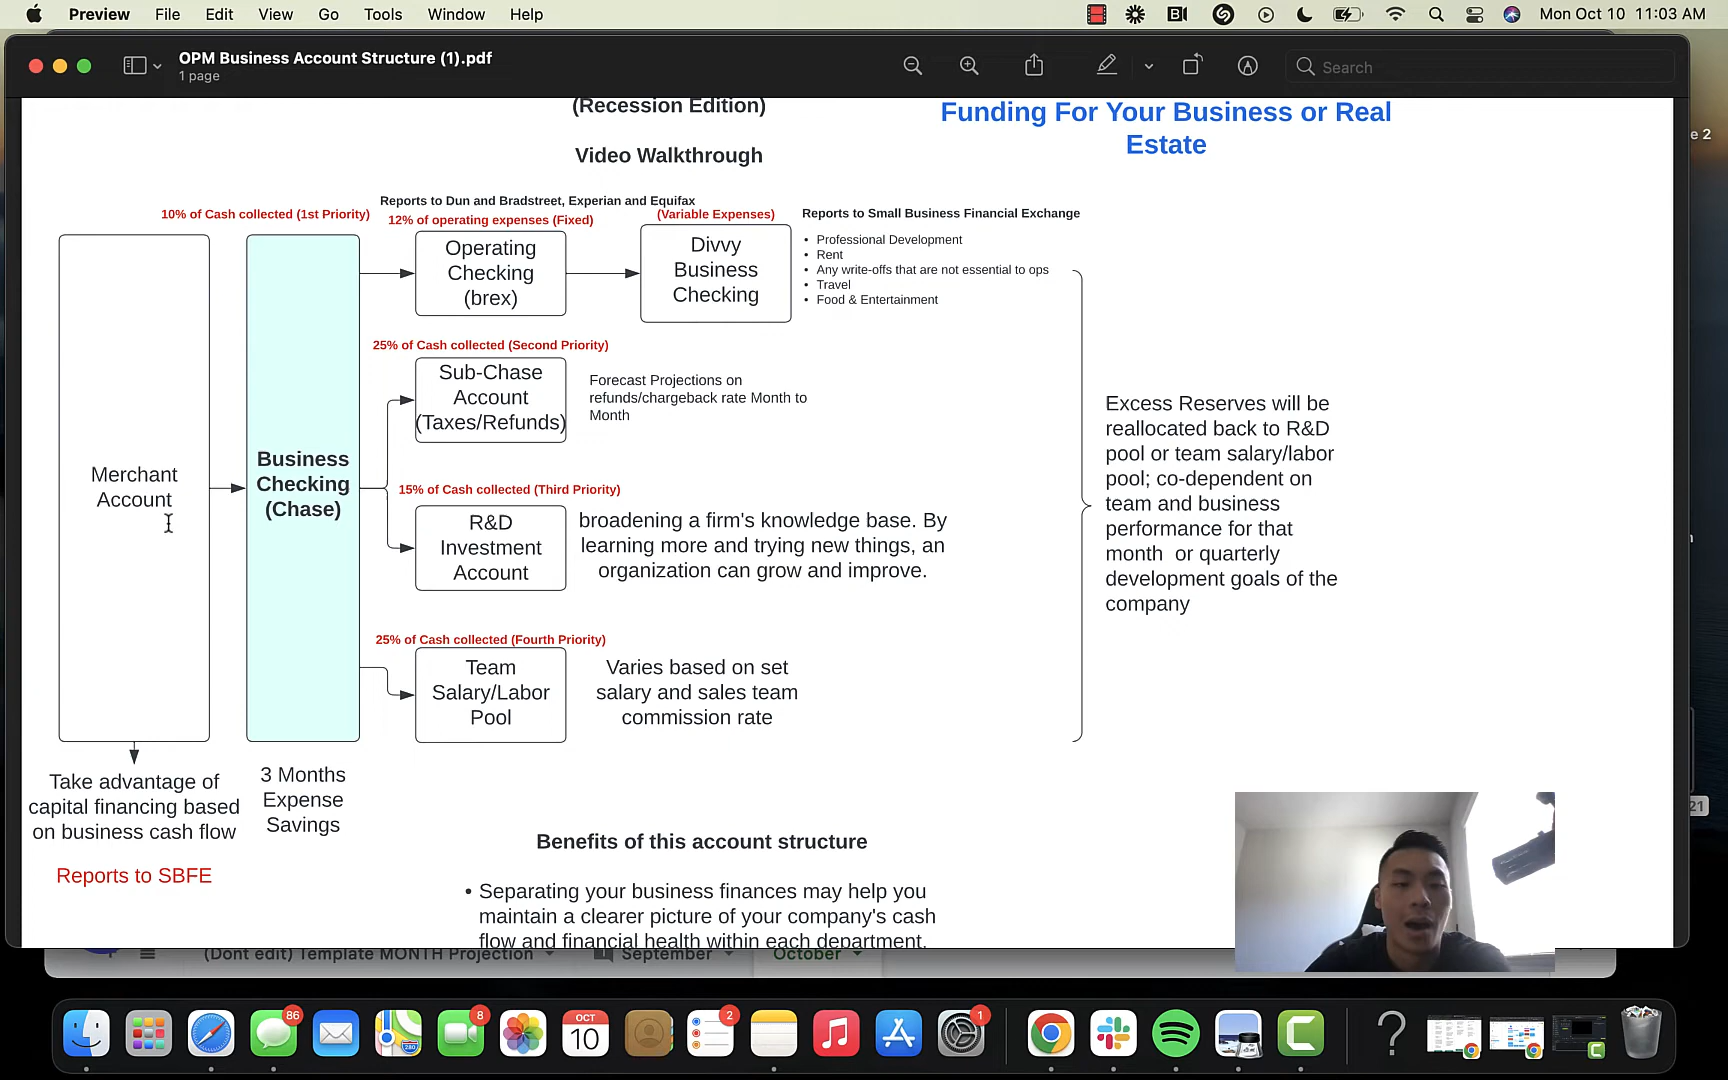 Preview File Edit View Go Tools Window Help
Mon Oct 10 11:03 AM
OPM Business Account Structure (1).pdf
1 page
Search
(Recession Edition)
Video Walkthrough
Funding For Your Business or Real
Estate
e 2
Reports to Dun and Bradstreet, Experian and Equifax
10% of Cash collected (1st Priority)
12% of operating expenses (Fixed)
(Variable Expenses)
Reports to Small Business Financial Exchange
Operating
Checking
(brex)
Divvy
Business
Checking
• Professional Development
• Rent
• Any write-offs that are not essential to ops
• Travel
• Food & Entertainment
25% of Cash collected (Second Priority)
Sub-Chase
Account
(Taxes/Refunds)
Forecast Projections on
refunds/chargeback rate Month to
Month
Merchant
Account
Business
Checking
(Chase)
15% of Cash collected (Third Priority)
R&D
Investment
Account
broadening a firm's knowledge base. By
learning more and trying new things, an
organization can grow and improve.
25% of Cash collected (Fourth Priority)
Team
Salary/Labor
Pool
Varies based on set
salary and sales team
commission rate
Excess Reserves will be
reallocated back to R&D
pool or team salary/labor
pool; co-dependent on
team and business
performance for that
month or quarterly
development goals of the
company
Take advantage of
capital financing based
on business cash flow
Reports to SBFE
3 Months
Expense
Savings
Benefits of this account structure
• Separating your business finances may help you
maintain a clearer picture of your company's cash
flow and financial health within each department.
21
(Dont edit) Template MONTH Projection
September
October
86
8
OCT
10
2
1
280